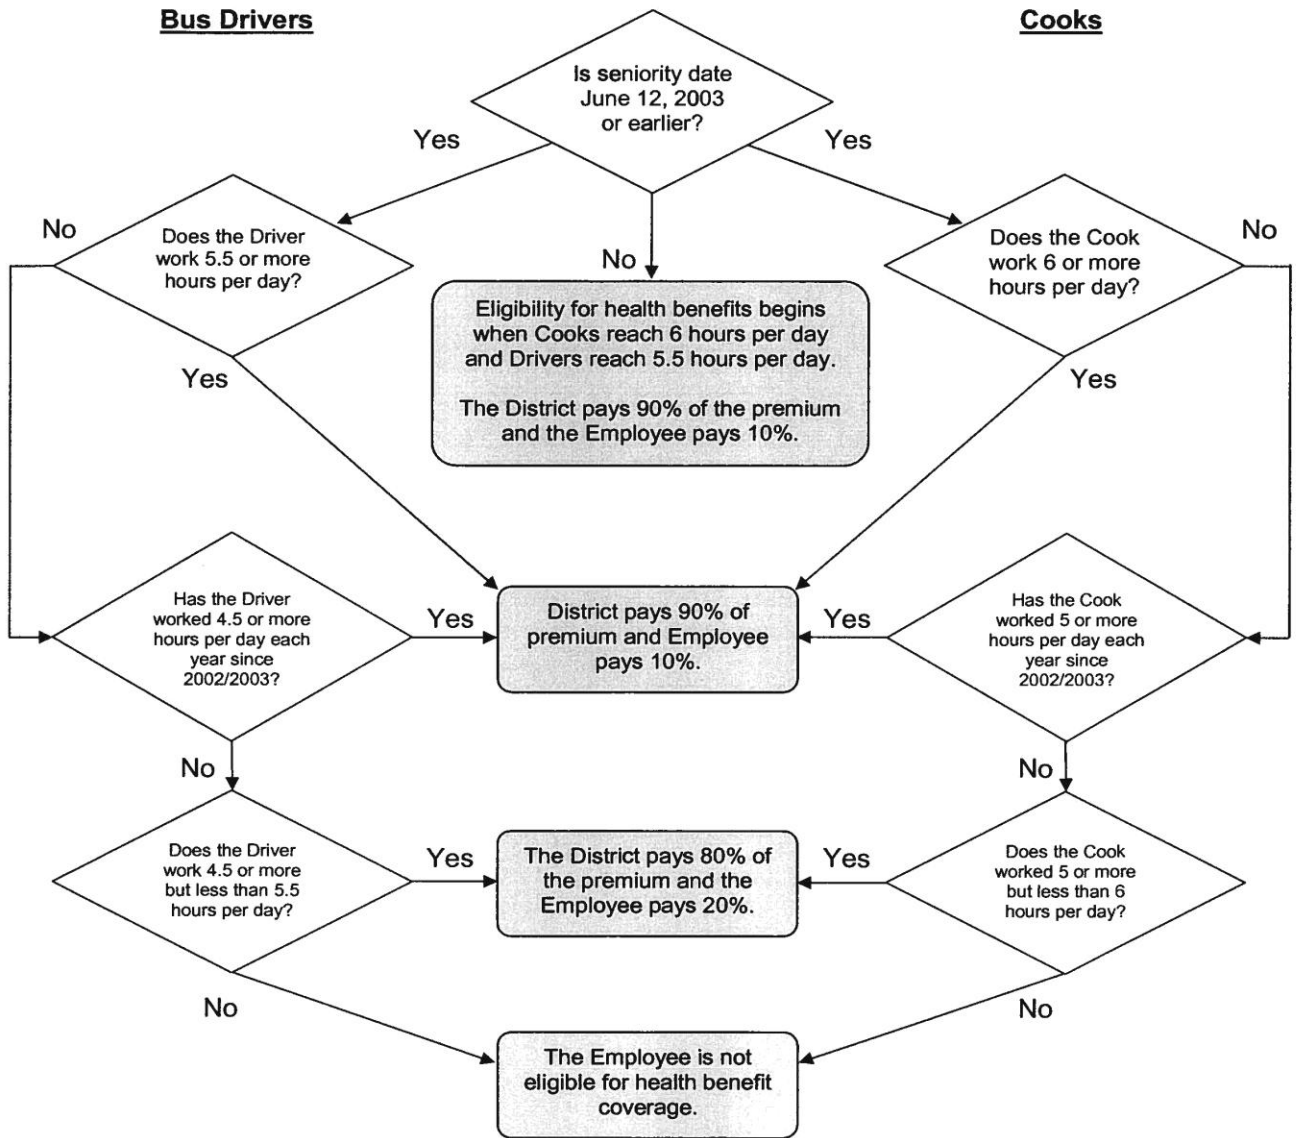 Bus Drivers
Cooks
Is seniority date
June 12, 2003
or earlier?
Yes
Yes
No
Does the Driver
work 5.5 or more
hours per day?
No
Does the Cook
work 6 or more
hours per day?
No
Eligibility for health benefits begins
when Cooks reach 6 hours per day
and Drivers reach 5.5 hours per day.
The District pays 90% of the premium
and the Employee pays 10%.
Yes
Yes
Has the Driver
worked 4.5 or more
hours per day each
year since
2002/2003?
Yes
District pays 90% of
premium and Employee
pays 10%.
Yes
Has the Cook
worked 5 or more
hours per day each
year since
2002/2003?
No
No
Does the Driver
work 4.5 or more
but less than 5.5
hours per day?
Yes
The District pays 80% of
the premium and the
Employee pays 20%.
Yes
Does the Cook
worked 5 or more
but less than 6
hours per day?
No
No
The Employee is not
eligible for health benefit
coverage.